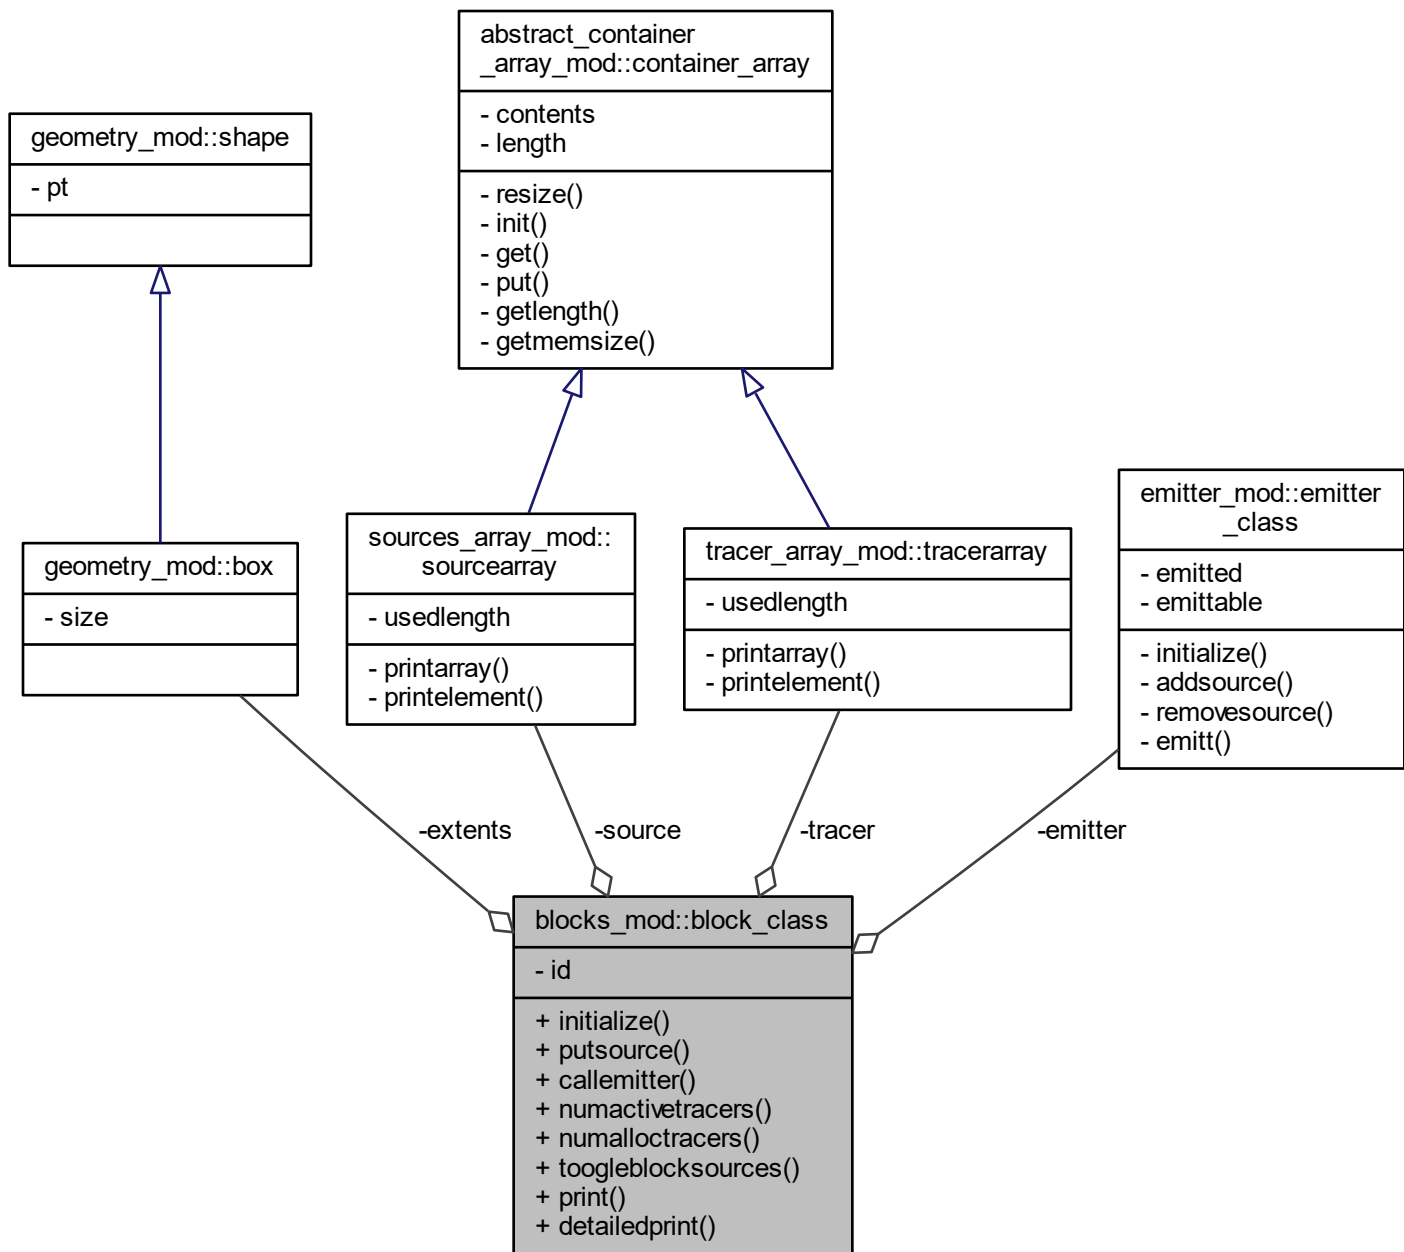 abstract_container
_array_mod::container_array
- contents
- length
- resize()
- init()
- get()
- put()
- getlength()
- getmemsize()
geometry_mod::shape
- pt
geometry_mod::box
- size
sources_array_mod::
sourcearray
- usedlength
- printarray()
- printelement()
tracer_array_mod::tracerarray
- usedlength
- printarray()
- printelement()
emitter_mod::emitter
_class
- emitted
- emittable
- initialize()
- addsource()
- removesource()
- emitt()
-extents
-source
-tracer
-emitter
blocks_mod::block_class
- id
+ initialize()
+ putsource()
+ callemitter()
+ numactivetracers()
+ numalloctracers()
+ toogleblocksources()
+ print()
+ detailedprint()